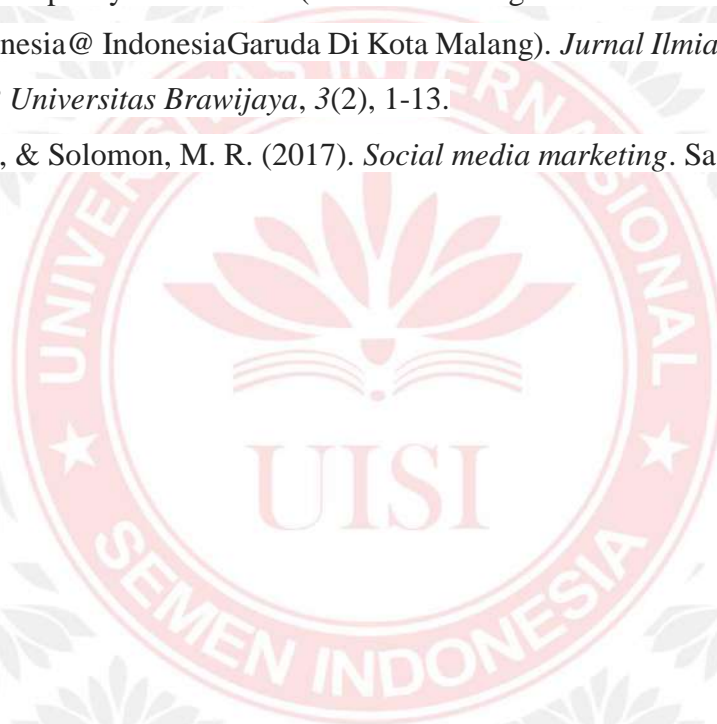 nesia@ IndonesiaGaruda Di Kota Malang). Jurnal Ilmia
Universitas Brawijaya, 3(2), 1-13.
, & Solomon, M. R. (2017). Social media marketing. Sa
UNIVERSITAS INTERNASIONAL
UISI
SEMEN INDONESIA